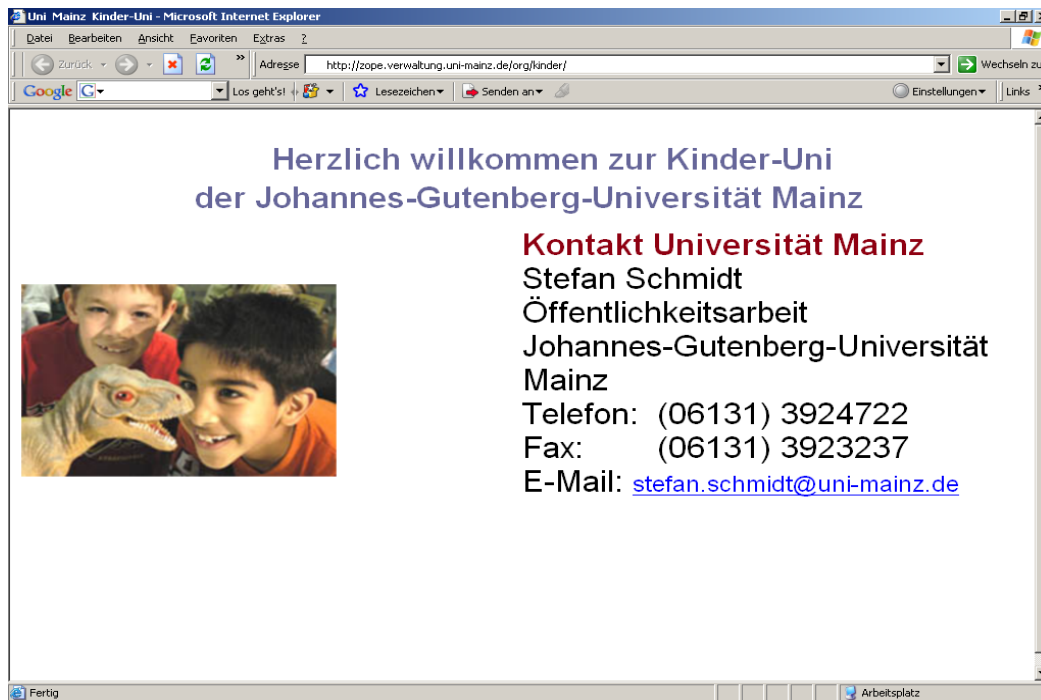 Uni Mainz Kinder-Uni - Microsoft Internet Explorer
Datei Bearbeiten Ansicht Favoriten Extras ?
Zurück » Adresse http://zope.verwaltung.uni-mainz.de/org/kinder/ Wechseln zu
Google G Los geht's! Lesezeichen Senden an Einstellungen Links »
Herzlich willkommen zur Kinder-Uni
der Johannes-Gutenberg-Universität Mainz
Kontakt Universität Mainz
Stefan Schmidt
Öffentlichkeitsarbeit
Johannes-Gutenberg-Universität
Mainz
Telefon: (06131) 3924722
Fax: (06131) 3923237
E-Mail: stefan.schmidt@uni-mainz.de
Fertig Arbeitsplatz